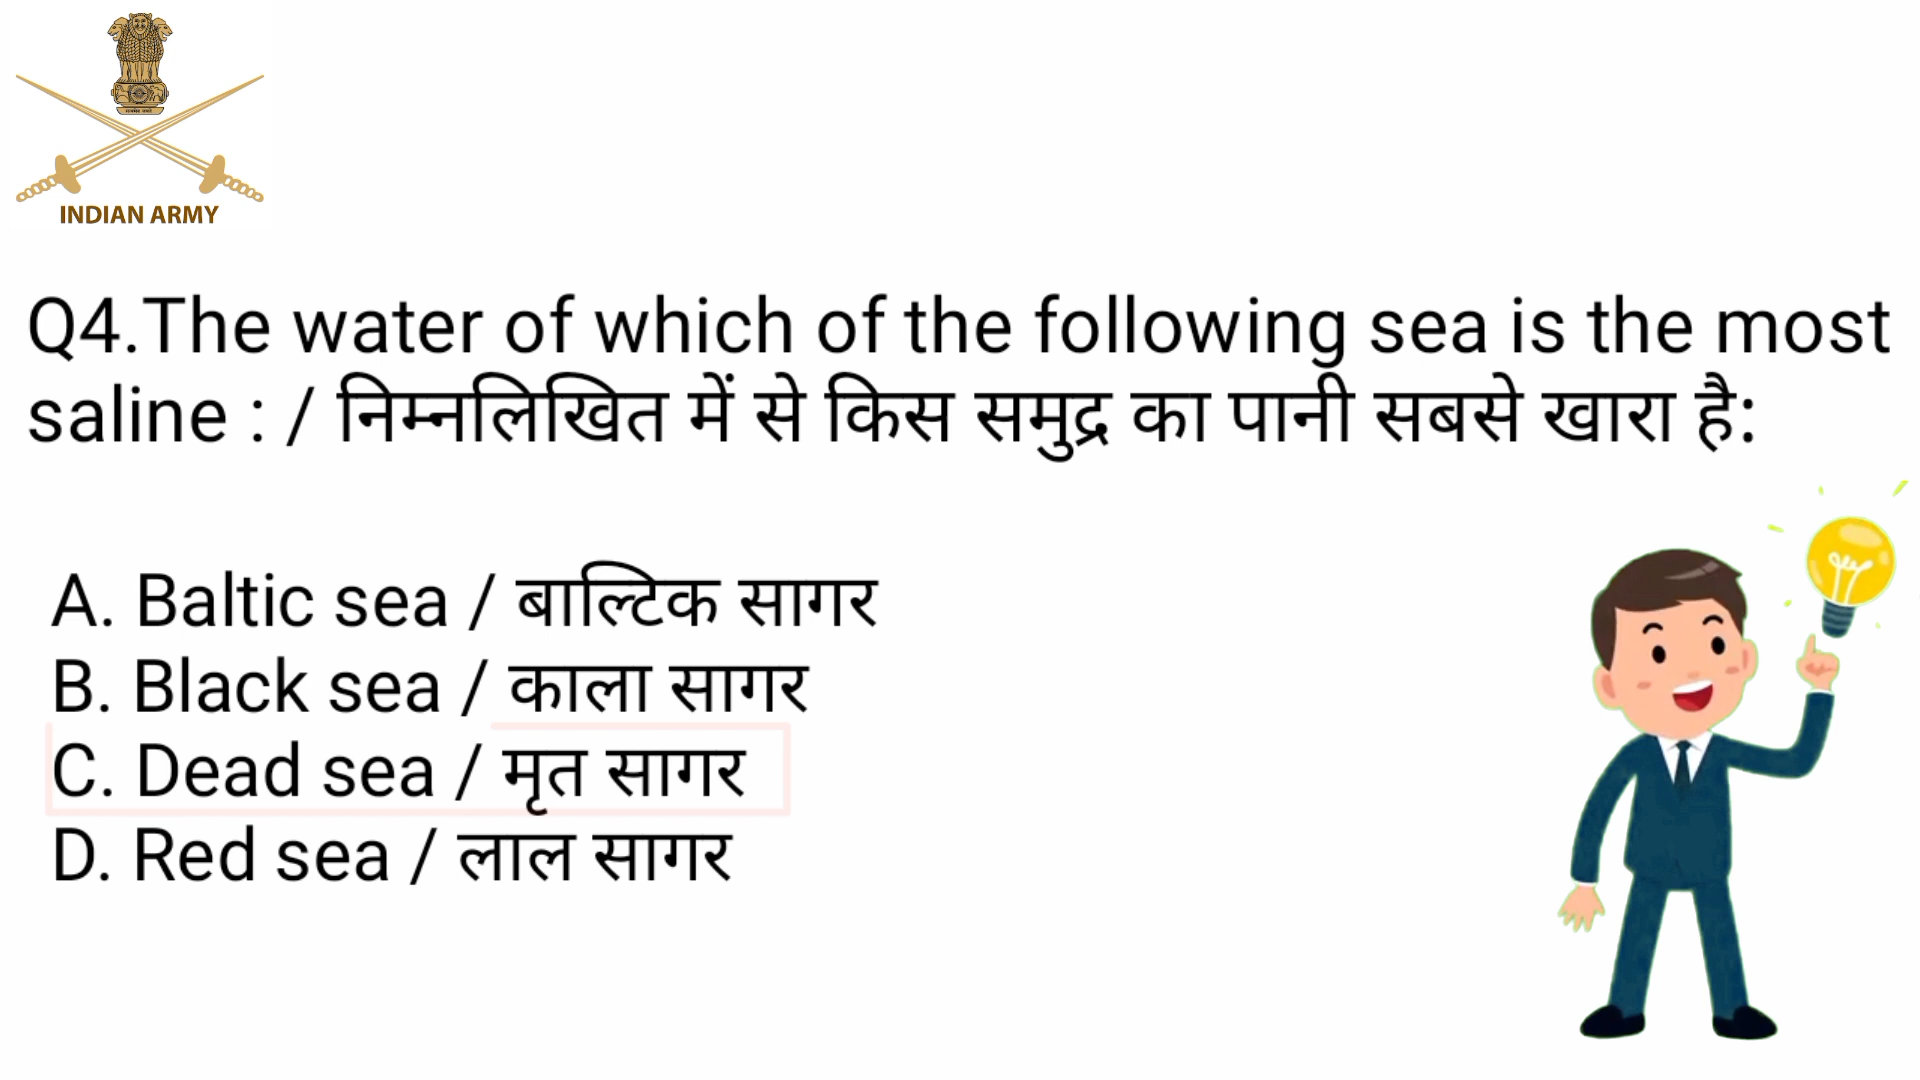 INDIAN ARMY
Q4.The water of which of the following sea is the most
saline : / निम्नलिखित में से किस समुद्र का पानी सबसे खारा है:
A. Baltic sea / बाल्टिक सागर
B. Black sea / काला सागर
C. Dead sea / मृत सागर
D. Red sea / लाल सागर